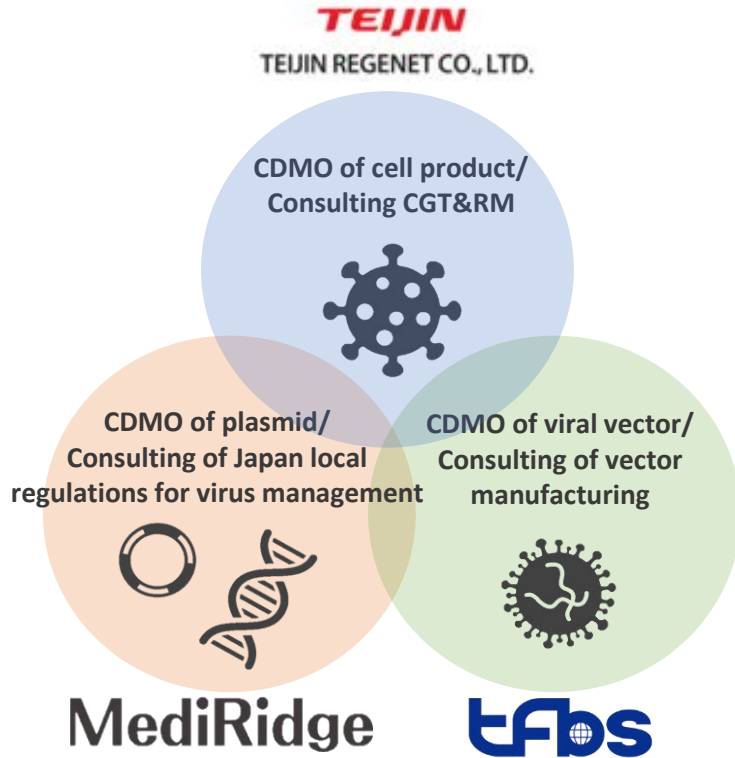 TEIJIN
TEIJIN REGENET CO., LTD.
CDMO of cell product/
Consulting CGT&RM
CDMO of plasmid/
Consulting of Japan local
regulations for virus management
CDMO of viral vector/
Consulting of vector
manufacturing
MediRidge
tfbs